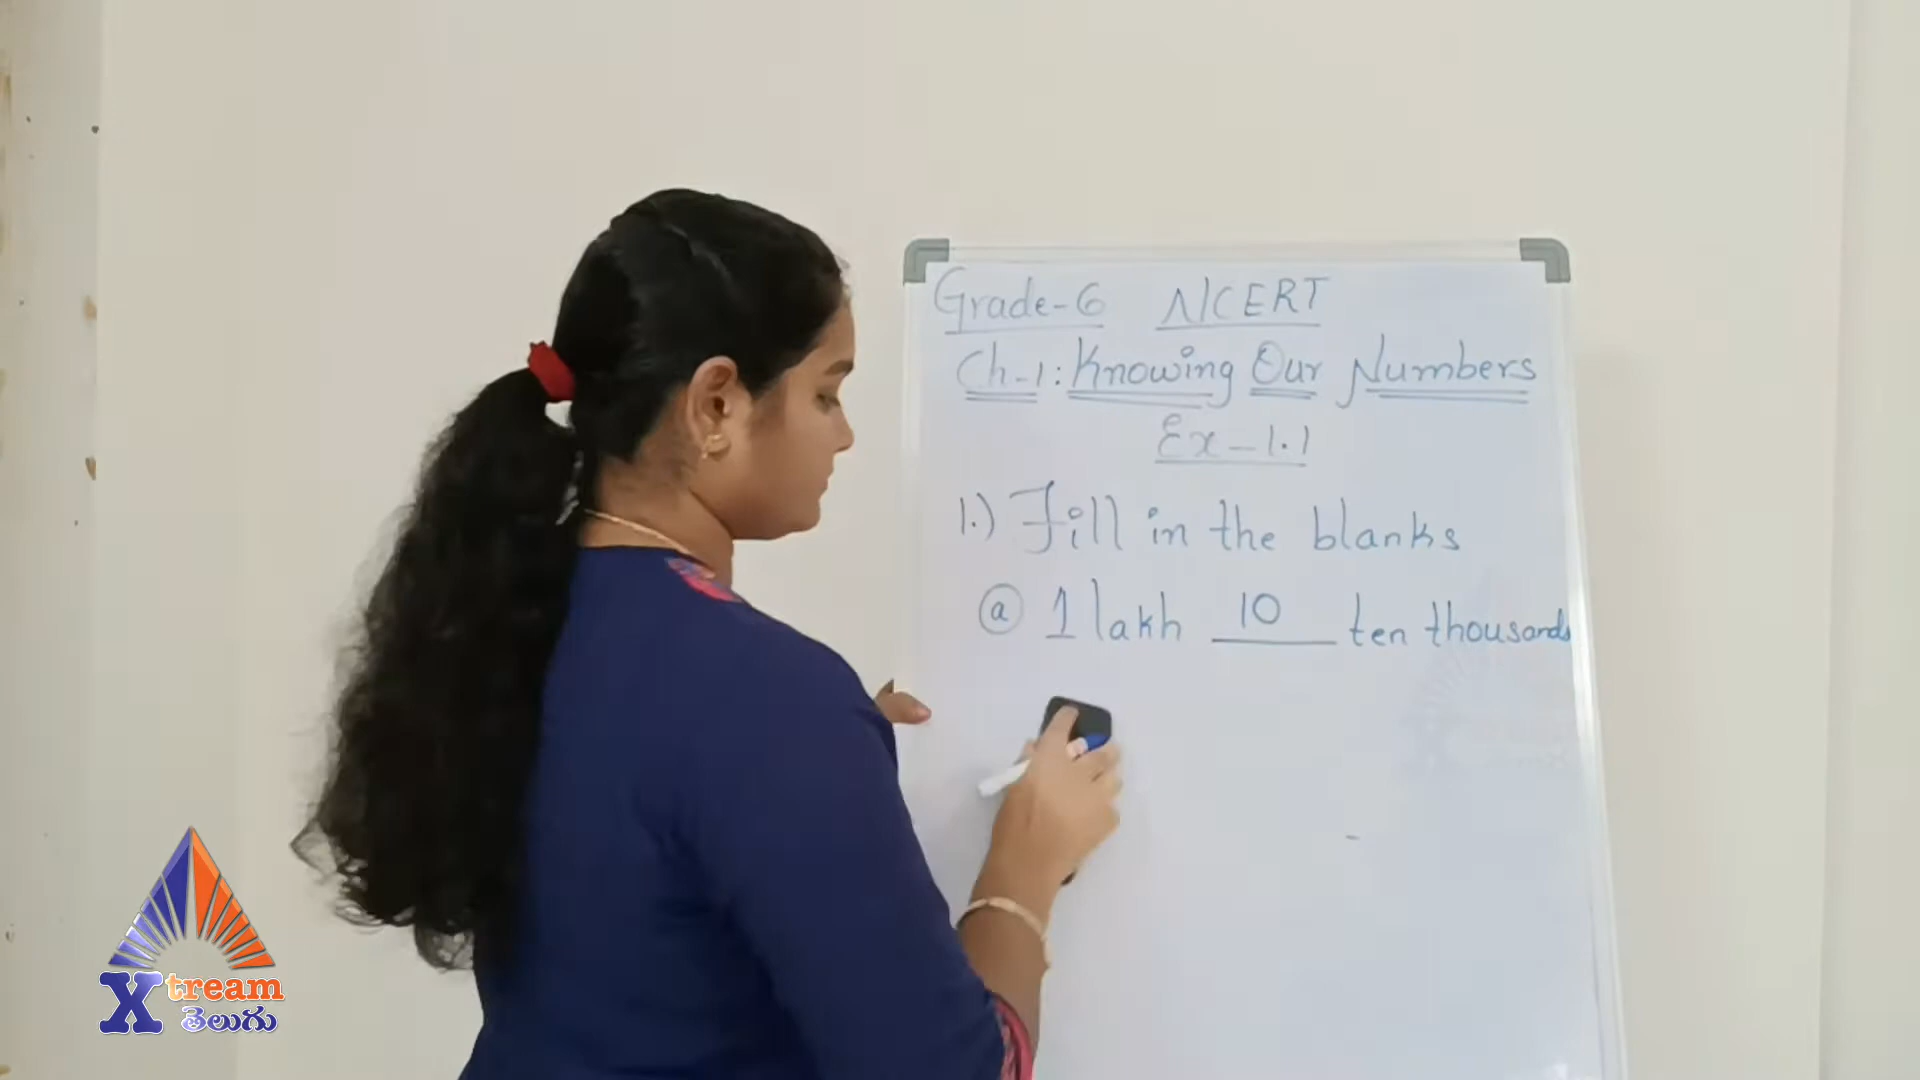 Grade-6 NCERT
Ch-1: Knowing Our Numbers
Ex-1.1
1.) Fill in the blanks
ⓐ 1 lakh 10 ten thousands
Xtream
తెలుగు